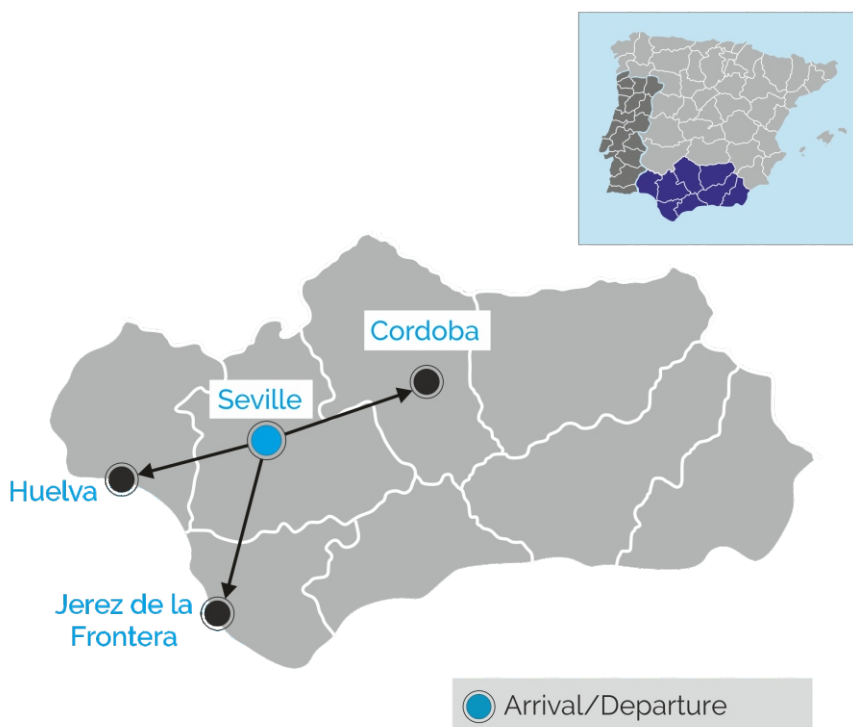 Cordoba
Seville
Huelva
Jerez de la
Frontera
Arrival/Departure